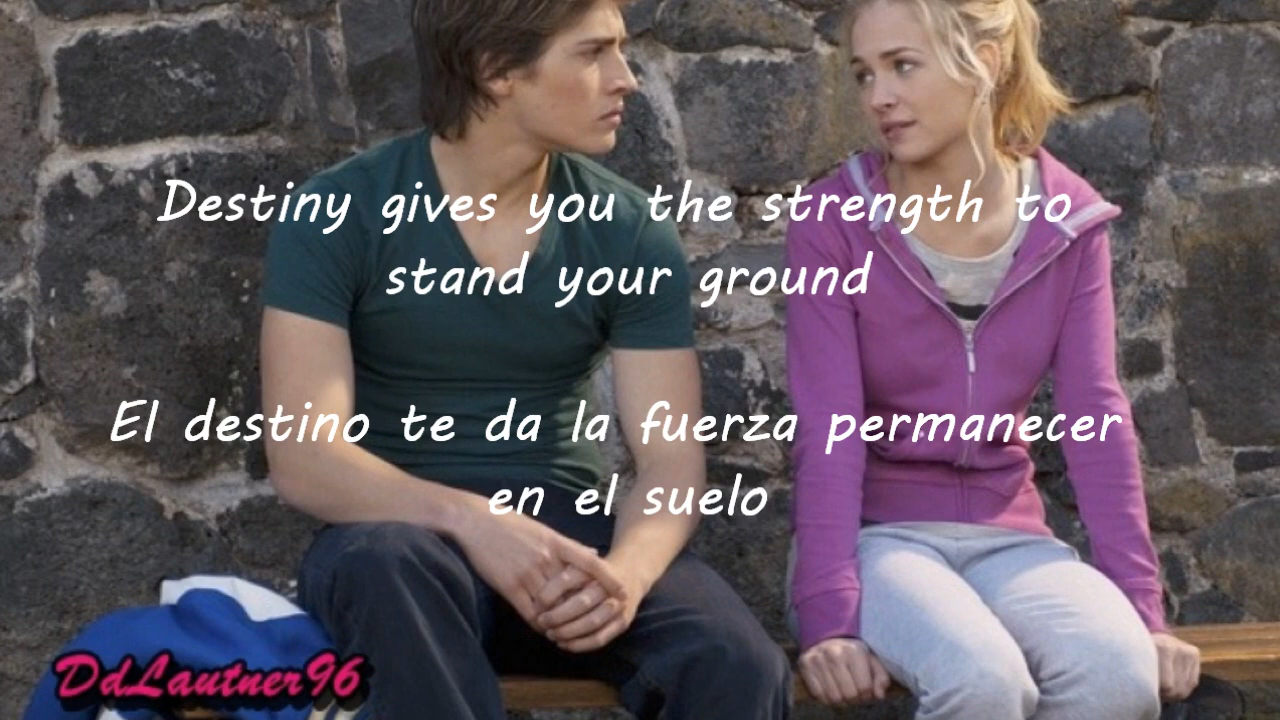 Destiny gives you the strength to
stand your ground
El destino te da la fuerza permanecer
en el suelo
DdLautner96